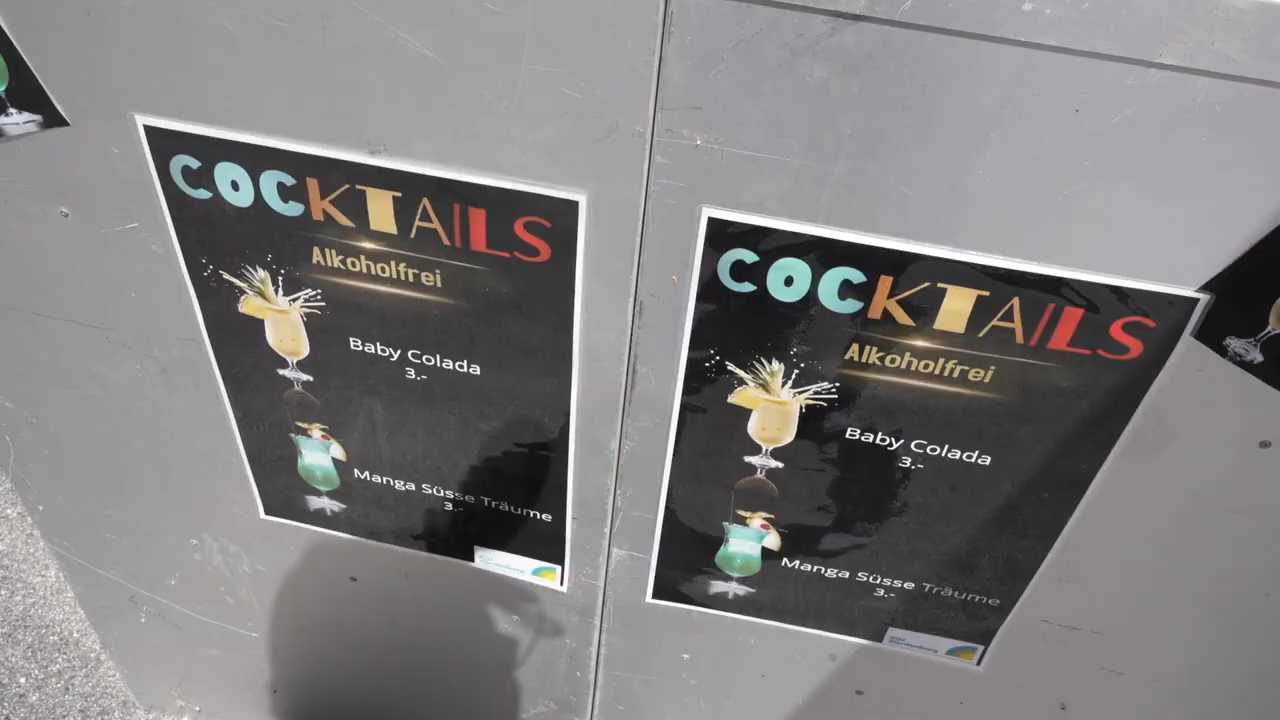 COCKTAILS
Alkoholfrei
Baby Colada
3.-
Manga Süsse Träume
3.-
COCKTAILS
Alkoholfrei
Baby Colada
3.-
Manga Süsse Träume
3.-